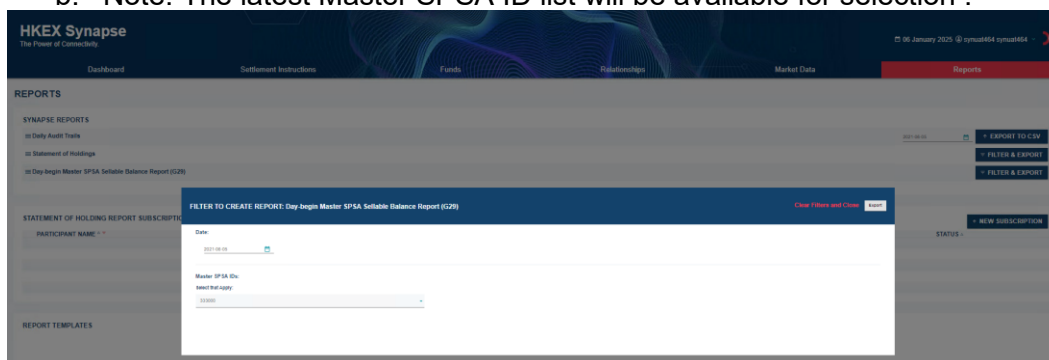 b. Note: The latest Master SPSA ID list will be available for selection .
HKEX Synapse
The Power of Connectivity
06 January 2025 synuat464 synuat464
Dashboard Settlement Instructions Funds Relationships Market Data Reports
REPORTS
SYNAPSE REPORTS
Daily Audit Trails + EXPORT TO CSV
Statement of Holdings + FILTER & EXPORT
Day-begin Master SPSA Sellable Balance Report (G29) + FILTER & EXPORT
FILTER TO CREATE REPORT: Day-begin Master SPSA Sellable Balance Report (G29) Clear Filters and Close EXPORT
STATEMENT OF HOLDING REPORT SUBSCRIPTIO + NEW SUBSCRIPTION
PARTICIPANT NAME STATUS
Date:
Master SPSA IDs:
Select that apply:
REPORT TEMPLATES